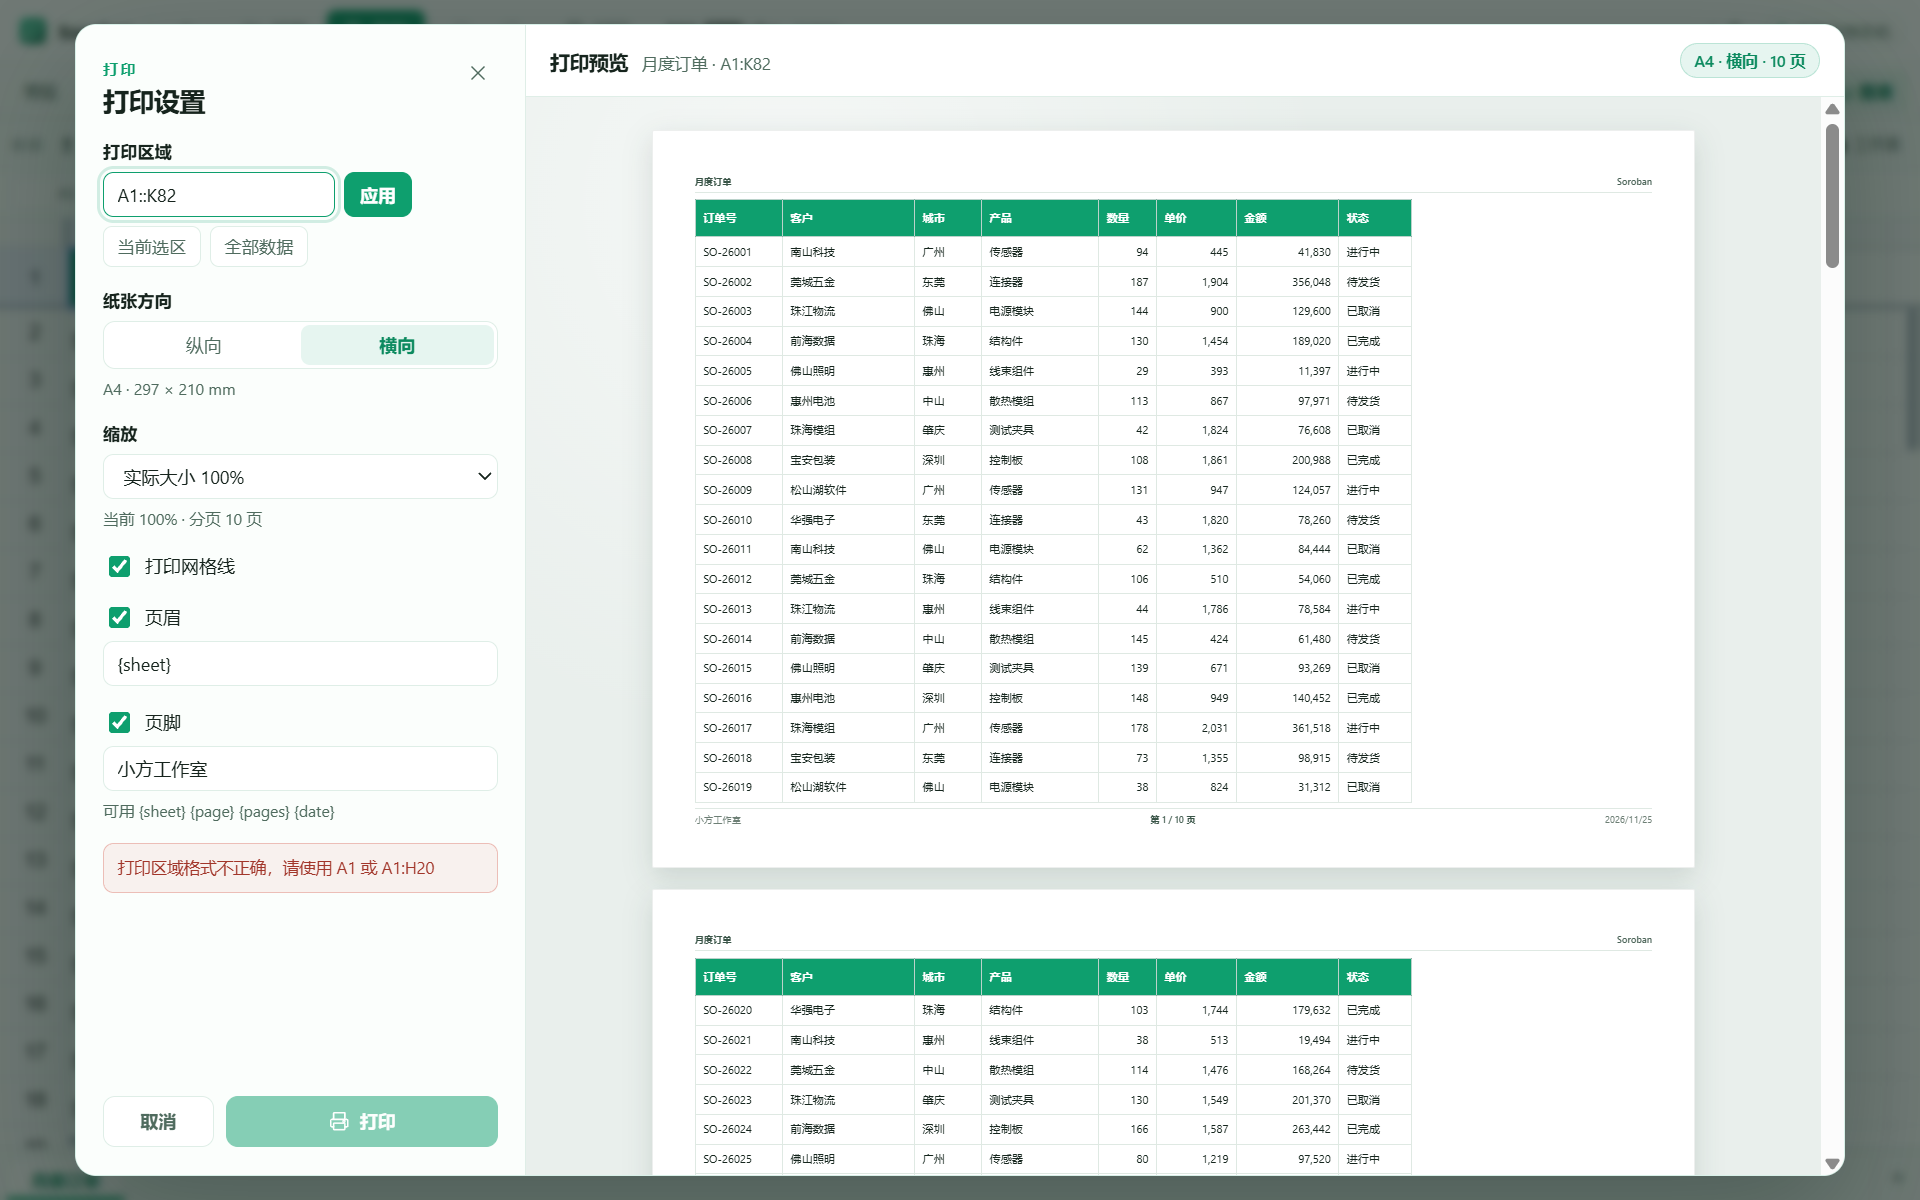 打印
打印设置
打印区域
A1::K82
应用
当前选区
全部数据
纸张方向
纵向
横向
A4 · 297 × 210 mm
缩放
实际大小 100%
当前 100% · 分页 10 页
打印网格线
页眉
{sheet}
页脚
小方工作室
可用 {sheet} {page} {pages} {date}
打印区域格式不正确，请使用 A1 或 A1:H20
取消
打印
打印预览 月度订单 · A1:K82
A4 · 横向 · 10 页
月度订单 Soroban
订单号 客户 城市 产品 数量 单价 金额 状态
SO-26001 南山科技 广州 传感器 94 445 41,830 进行中
SO-26002 莞城五金 东莞 连接器 187 1,904 356,048 待发货
SO-26003 珠江物流 佛山 电源模块 144 900 129,600 已取消
SO-26004 前海数据 珠海 结构件 130 1,454 189,020 已完成
SO-26005 佛山照明 惠州 线束组件 29 393 11,397 进行中
SO-26006 惠州电池 中山 散热模组 113 867 97,971 待发货
SO-26007 珠海模组 肇庆 测试夹具 42 1,824 76,608 已取消
SO-26008 宝安包装 深圳 控制板 108 1,861 200,988 已完成
SO-26009 松山湖软件 广州 传感器 131 947 124,057 进行中
SO-26010 华强电子 东莞 连接器 43 1,820 78,260 待发货
SO-26011 南山科技 佛山 电源模块 62 1,362 84,444 已取消
SO-26012 莞城五金 珠海 结构件 106 510 54,060 已完成
SO-26013 珠江物流 惠州 线束组件 44 1,786 78,584 进行中
SO-26014 前海数据 中山 散热模组 145 424 61,480 待发货
SO-26015 佛山照明 肇庆 测试夹具 139 671 93,269 已取消
SO-26016 惠州电池 深圳 控制板 148 949 140,452 已完成
SO-26017 珠海模组 广州 传感器 178 2,031 361,518 进行中
SO-26018 宝安包装 东莞 连接器 73 1,355 98,915 待发货
SO-26019 松山湖软件 佛山 电源模块 38 824 31,312 已取消
小方工作室 第 1 / 10 页 2026/11/25
月度订单 Soroban
订单号 客户 城市 产品 数量 单价 金额 状态
SO-26020 华强电子 珠海 结构件 103 1,744 179,632 已完成
SO-26021 南山科技 惠州 线束组件 38 513 19,494 进行中
SO-26022 莞城五金 中山 散热模组 114 1,476 168,264 待发货
SO-26023 珠江物流 肇庆 测试夹具 130 1,549 201,370 已取消
SO-26024 前海数据 深圳 控制板 166 1,587 263,442 已完成
SO-26025 佛山照明 广州 传感器 80 1,219 97,520 进行中